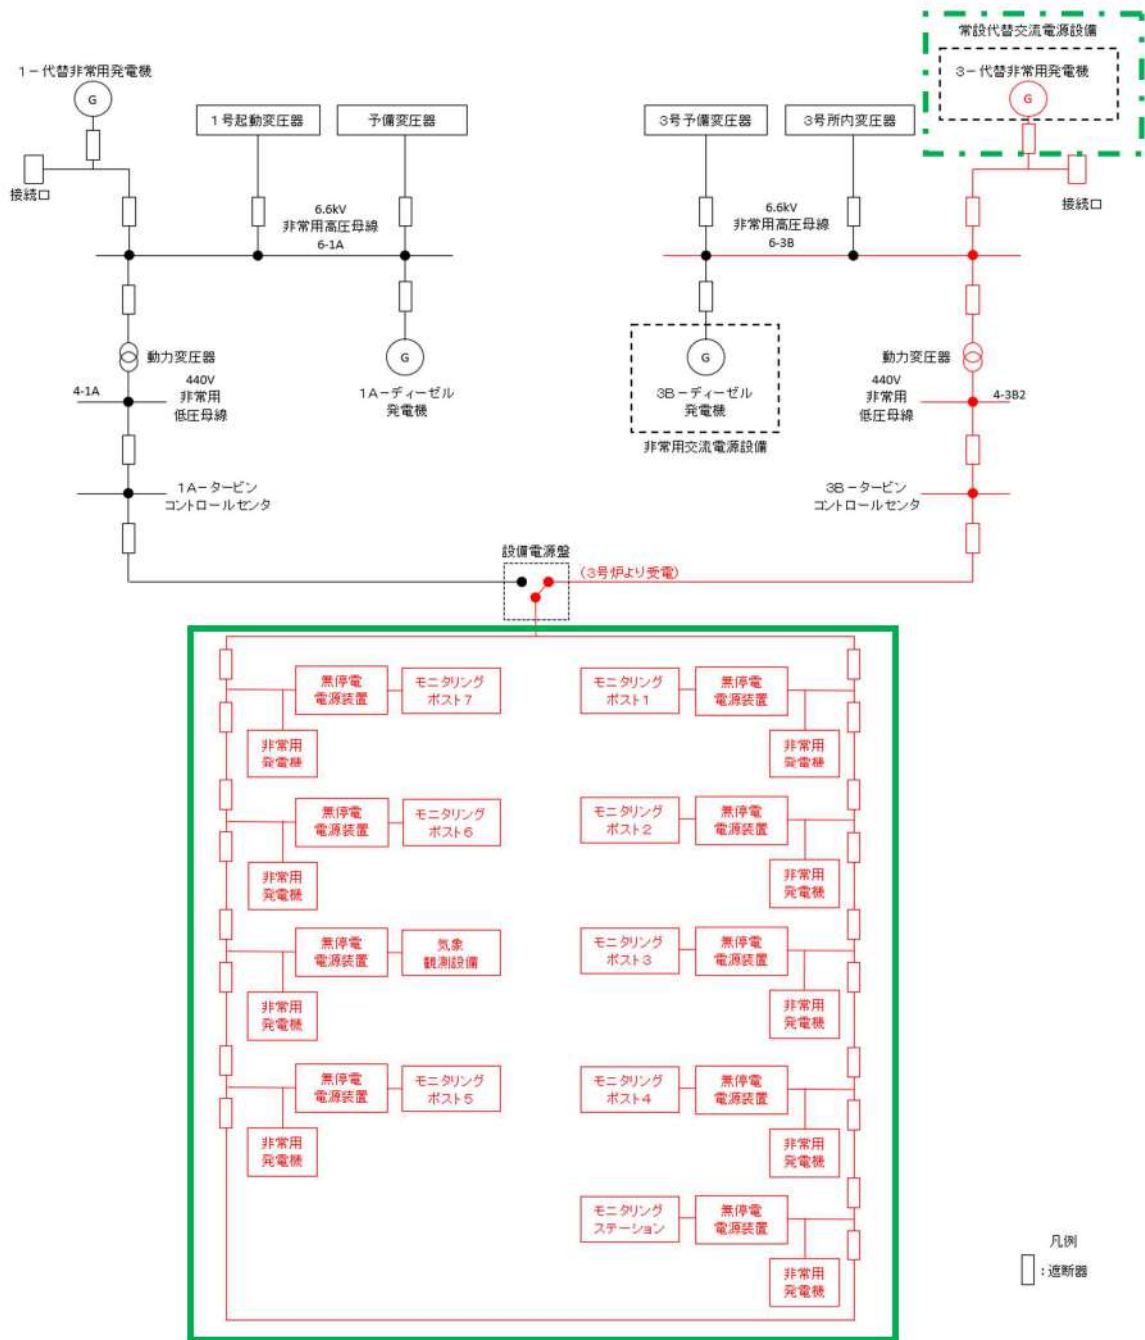 常設代替交流電源設備
1－代替非常用発電機
3－代替非常用発電機
G
G
1号起動変圧器
予備変圧器
3号予備変圧器
3号所内変圧器
接続口
接続口
6.6kV
非常用高圧母線
6-1A
6.6kV
非常用高圧母線
6-3B
動力変圧器
G
1A－ディーゼル
発電機
G
3B－ディーゼル
発電機
非常用交流電源設備
動力変圧器
4-1A
440V
非常用
低圧母線
440V
非常用
低圧母線
4-3B2
1A－タービン
コントロールセンタ
3B－タービン
コントロールセンタ
設備電源盤
(3号炉より受電)
無停電
電源装置
モニタリング
ポスト7
非常用
発電機
モニタリング
ポスト1
無停電
電源装置
非常用
発電機
無停電
電源装置
モニタリング
ポスト6
非常用
発電機
モニタリング
ポスト2
無停電
電源装置
非常用
発電機
無停電
電源装置
気象
観測設備
非常用
発電機
モニタリング
ポスト3
無停電
電源装置
非常用
発電機
無停電
電源装置
モニタリング
ポスト5
非常用
発電機
モニタリング
ポスト4
無停電
電源装置
非常用
発電機
モニタリング
ステーション
無停電
電源装置
非常用
発電機
凡例
:遮断器